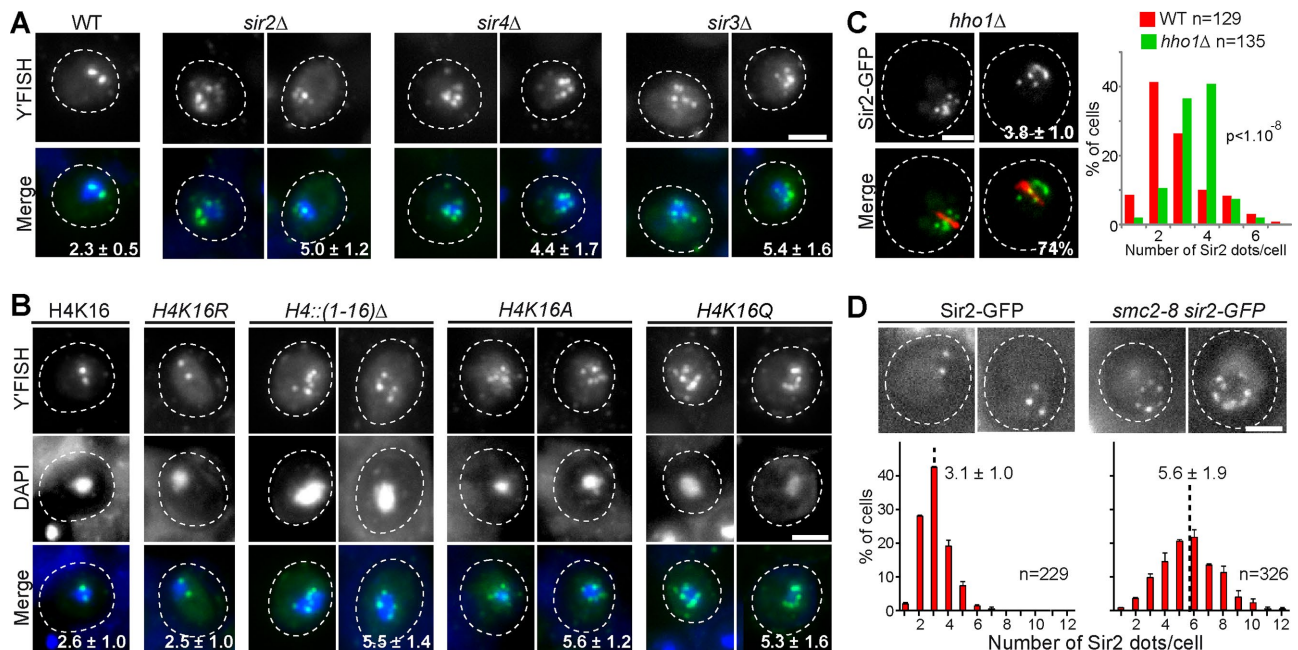 A
WT
sir2Δ
sir4Δ
sir3Δ
Y'FISH
Merge
2.3 ± 0.5
5.0 ± 1.2
4.4 ± 1.7
5.4 ± 1.6
B
H4K16
H4K16R
H4::(1-16)Δ
H4K16A
H4K16Q
Y'FISH
DAPI
Merge
2.6 ± 1.0
2.5 ± 1.0
5.5 ± 1.4
5.6 ± 1.2
5.3 ± 1.6
C
hho1Δ
Sir2-GFP
3.8 ± 1.0
Merge
74%
WT n=129
hho1Δ n=135
% of cells
40
20
0
p<1.10⁻⁸
2 4 6
Number of Sir2 dots/cell
D
Sir2-GFP
smc2-8 sir2-GFP
% of cells
40
30
20
10
0
3.1 ± 1.0
n=229
2 4 6 8 10 12
5.6 ± 1.9
n=326
2 4 6 8 10 12
Number of Sir2 dots/cell